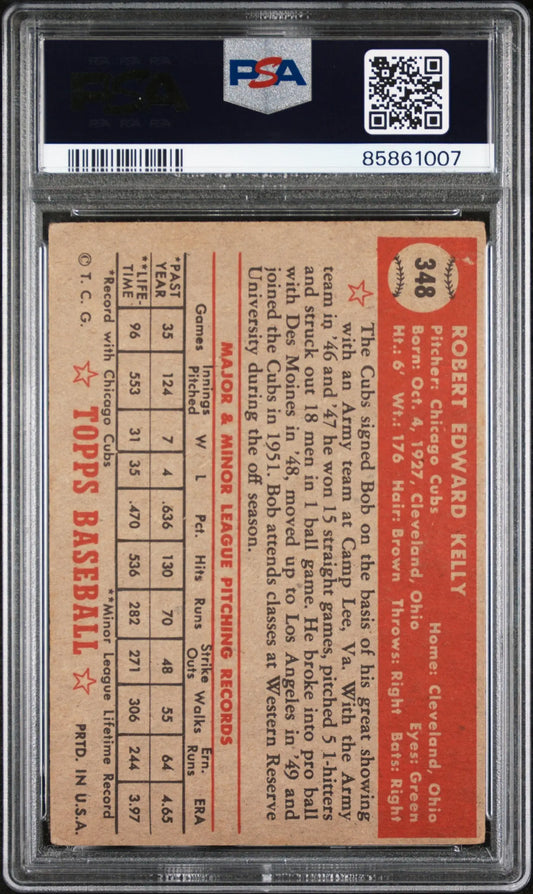 PSA
85861007
348
ROBERT EDWARD KELLY
Pitcher: Chicago Cubs Home: Cleveland, Ohio
Born: Oct. 4, 1927, Cleveland, Ohio Eyes: Green
Ht.: 6' Wt.: 176 Hair: Brown Throws: Right Bats: Right
The Cubs signed Bob on the basis of his great showing
with an Army team at Camp Lee, Va. With the Army
team in '46 and '47 he won 15 straight games, pitched 5 1-hitters
and struck out 18 men in 1 ball game. He broke into pro ball
with Des Moines in '48, moved up to Los Angeles in '49 and
joined the Cubs in 1951. Bob attends classes at Western Reserve
University during the off season.
MAJOR & MINOR LEAGUE PITCHING RECORDS
Games Innings Pitched W L Pct. Hits Runs Strike Outs Walks Ern. Runs ERA
*PAST YEAR 35 124 7 4 .636 130 70 48 55 64 4.65
**LIFE-TIME 96 553 31 35 .470 536 282 271 306 244 3.97
*Record with Chicago Cubs **Minor League Lifetime Record
© T. C. G. TOPPS BASEBALL PRTD. IN U.S.A.